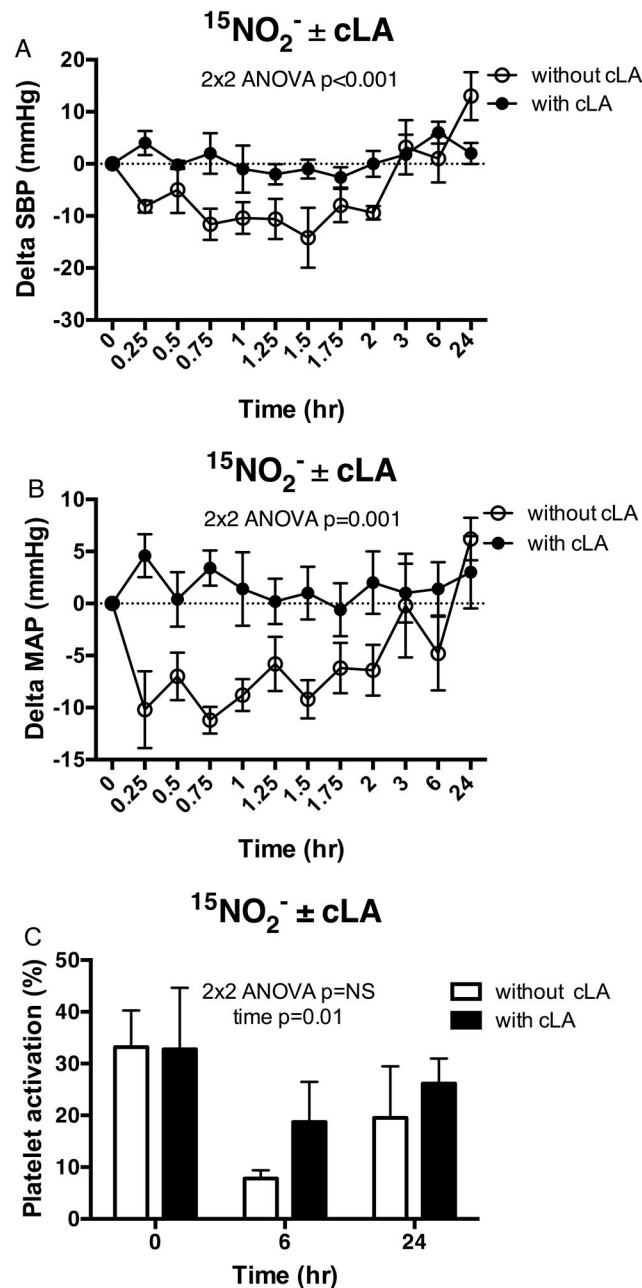 A
¹⁵NO₂⁻ ± cLA
2x2 ANOVA p<0.001
without cLA
with cLA
Delta SBP (mmHg)
20
10
0
-10
-20
-30
0 0.25 0.5 0.75 1 1.25 1.5 1.75 2 3 6 24
Time (hr)
B
¹⁵NO₂⁻ ± cLA
2x2 ANOVA p=0.001
without cLA
with cLA
Delta MAP (mmHg)
10
5
0
-5
-10
-15
0 0.25 0.5 0.75 1 1.25 1.5 1.75 2 3 6 24
Time (hr)
¹⁵NO₂⁻ ± cLA
C
2x2 ANOVA p=NS
time p=0.01
without cLA
with cLA
Platelet activation (%)
50
40
30
20
10
0
0 6 24
Time (hr)